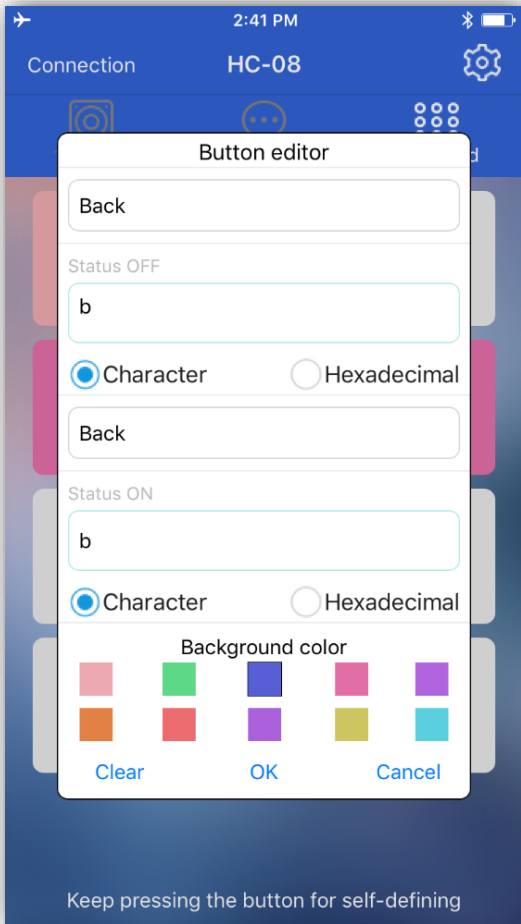 2:41 PM
Connection HC-08
Button editor
Back
Status OFF
b
Character Hexadecimal
Back
Status ON
b
Character Hexadecimal
Background color
Clear OK Cancel
Keep pressing the button for self-defining